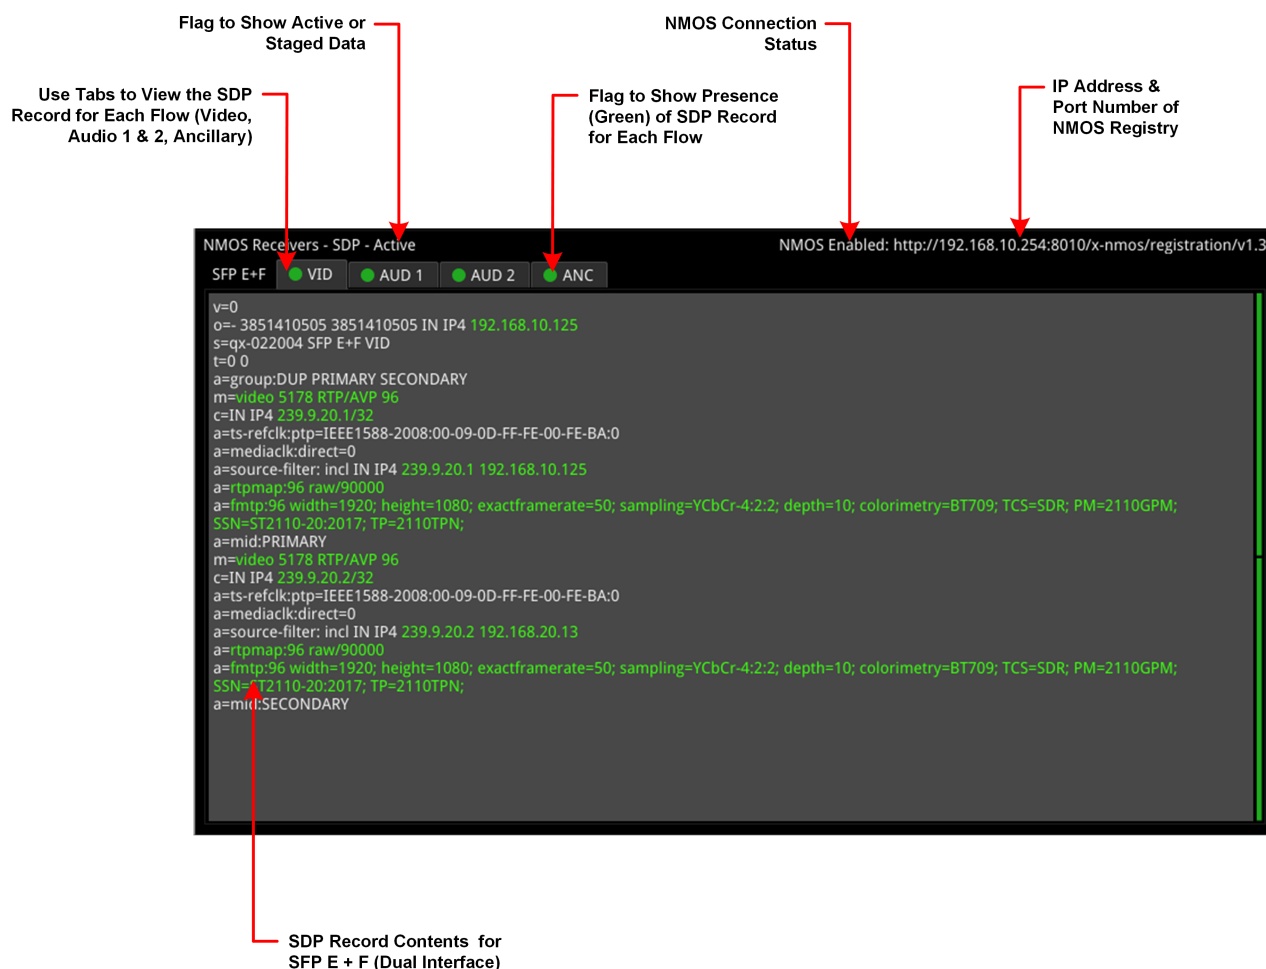 Flag to Show Active or
Staged Data
NMOS Connection
Status
Use Tabs to View the SDP
Record for Each Flow (Video,
Audio 1 & 2, Ancillary)
Flag to Show Presence
(Green) of SDP Record
for Each Flow
IP Address &
Port Number of
NMOS Registry
NMOS Receivers - SDP - Active
NMOS Enabled: http://192.168.10.254:8010/x-nmos/registration/v1.3
SFP E+F VID AUD 1 AUD 2 ANC
v=0
o=- 3851410505 3851410505 IN IP4 192.168.10.125
s=qx-022004 SFP E+F VID
t=0 0
a=group:DUP PRIMARY SECONDARY
m=video 5178 RTP/AVP 96
c=IN IP4 239.9.20.1/32
a=ts-refclk:ptp=IEEE1588-2008:00-09-0D-FF-FE-00-FE-BA:0
a=mediaclk:direct=0
a=source-filter: incl IN IP4 239.9.20.1 192.168.10.125
a=rtpmap:96 raw/90000
a=fmtp:96 width=1920; height=1080; exactframerate=50; sampling=YCbCr-4:2:2; depth=10; colorimetry=BT709; TCS=SDR; PM=2110GPM;
SSN=ST2110-20:2017; TP=2110TPN;
a=mid:PRIMARY
m=video 5178 RTP/AVP 96
c=IN IP4 239.9.20.2/32
a=ts-refclk:ptp=IEEE1588-2008:00-09-0D-FF-FE-00-FE-BA:0
a=mediaclk:direct=0
a=source-filter: incl IN IP4 239.9.20.2 192.168.20.13
a=rtpmap:96 raw/90000
a=fmtp:96 width=1920; height=1080; exactframerate=50; sampling=YCbCr-4:2:2; depth=10; colorimetry=BT709; TCS=SDR; PM=2110GPM;
SSN=ST2110-20:2017; TP=2110TPN;
a=mid:SECONDARY
SDP Record Contents for
SFP E + F (Dual Interface)